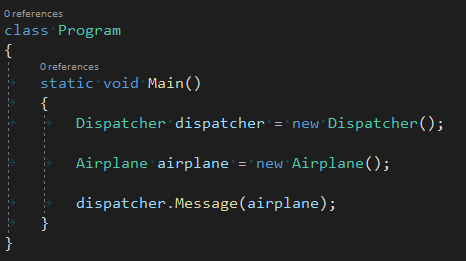 0 references
class Program
{
0 references
static void Main()
{
Dispatcher dispatcher = new Dispatcher();
Airplane airplane = new Airplane();
dispatcher.Message(airplane);
}
}